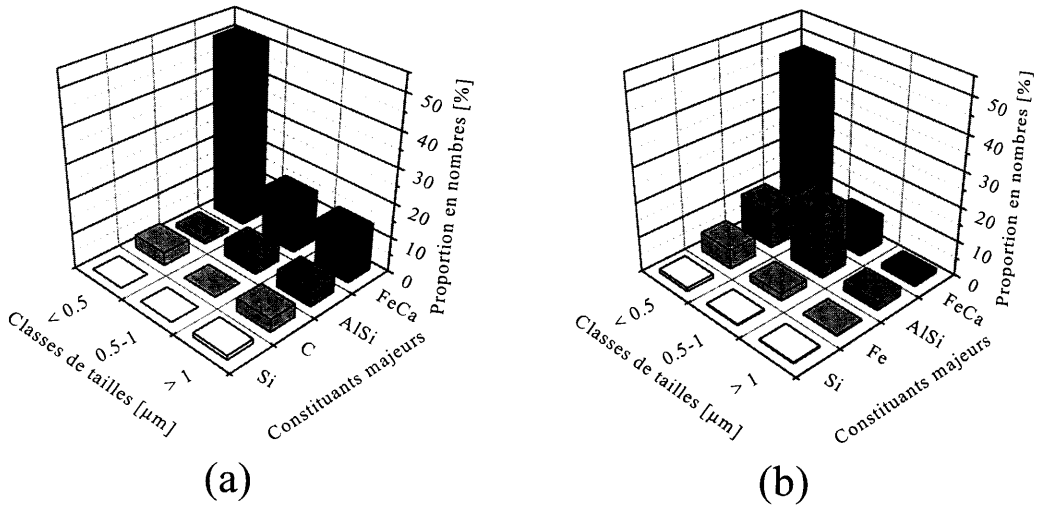 50
40
30
20
10
0
Proportion en nombres [%]
< 0.5
0.5-1
> 1
Classes de tailles [µm]
FeCa
AlSi
C
Si
Constituants majeurs
(a)
50
40
30
20
10
0
Proportion en nombres [%]
< 0.5
0.5-1
> 1
Classes de tailles [µm]
FeCa
AlSi
Fe
Si
Constituants majeurs
(b)